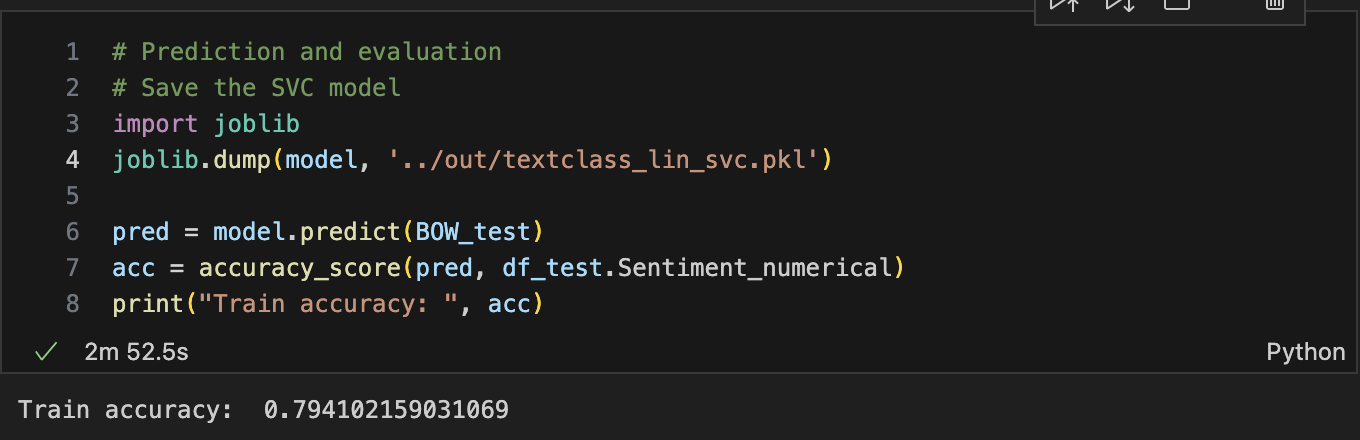 1 # Prediction and evaluation
2 # Save the SVC model
3 import joblib
4 joblib.dump(model, '../out/textclass_lin_svc.pkl')
5
6 pred = model.predict(BOW_test)
7 acc = accuracy_score(pred, df_test.Sentiment_numerical)
8 print("Train accuracy: ", acc)
2m 52.5s Python
Train accuracy:  0.794102159031069